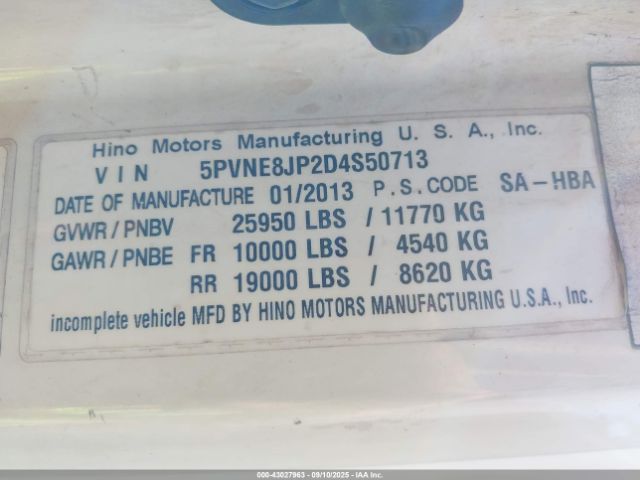 Hino Motors Manufacturing U. S. A., Inc.
VIN 5PVNE8JP2D4S50713
DATE OF MANUFACTURE 01/2013 P.S.CODE SA-HBA
GVWR/PNBV 25950 LBS / 11770 KG
GAWR/PNBE FR 10000 LBS / 4540 KG
RR 19000 LBS / 8620 KG
incomplete vehicle MFD BY HINO MOTORS MANUFACTURING U.S.A., Inc.
000-43027963 - 09/10/2025 - IAA Inc.